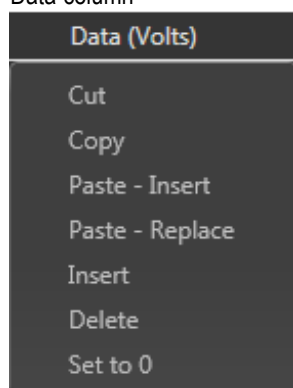 Data column
Data (Volts)
Cut
Copy
Paste - Insert
Paste - Replace
Insert
Delete
Set to 0